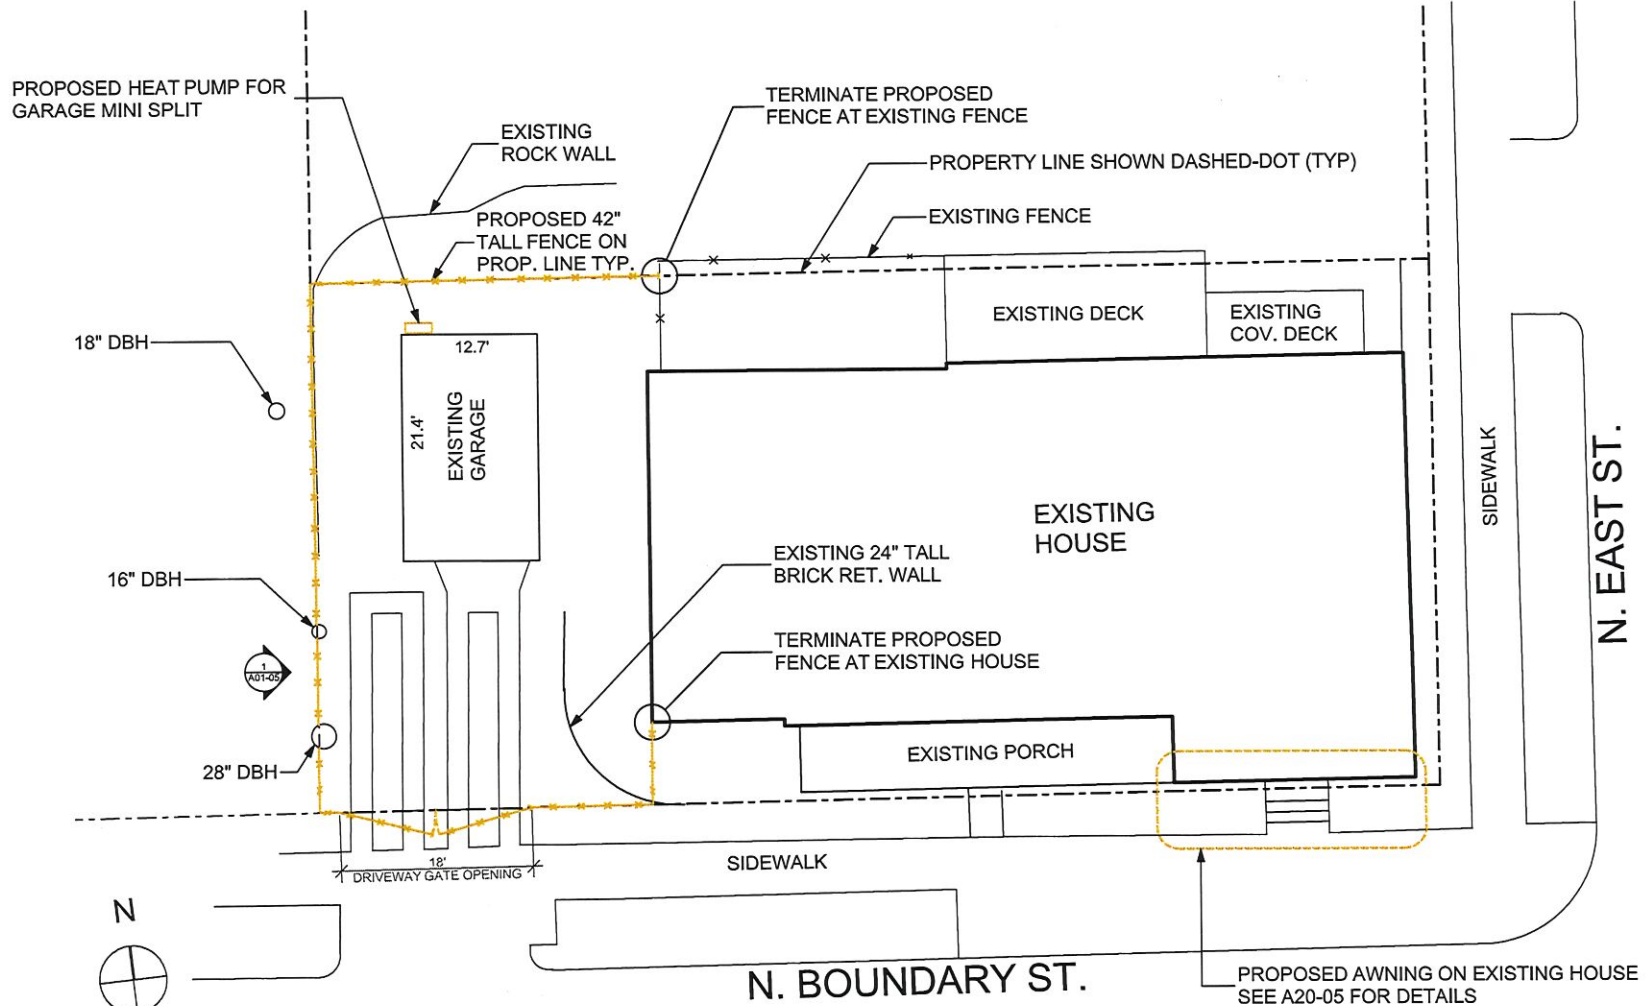 PROPOSED HEAT PUMP FOR
GARAGE MINI SPLIT
EXISTING
ROCK WALL
TERMINATE PROPOSED
FENCE AT EXISTING FENCE
PROPERTY LINE SHOWN DASHED-DOT (TYP)
EXISTING FENCE
PROPOSED 42"
TALL FENCE ON
PROP. LINE TYP.
EXISTING DECK
EXISTING
COV. DECK
18" DBH
12.7'
21.4'
EXISTING
GARAGE
EXISTING
HOUSE
SIDEWALK
N. EAST ST.
EXISTING 24" TALL
BRICK RET. WALL
16" DBH
TERMINATE PROPOSED
FENCE AT EXISTING HOUSE
1
A01-05
28" DBH
EXISTING PORCH
18'
DRIVEWAY GATE OPENING
SIDEWALK
N
N. BOUNDARY ST.
PROPOSED AWNING ON EXISTING HOUSE
SEE A20-05 FOR DETAILS